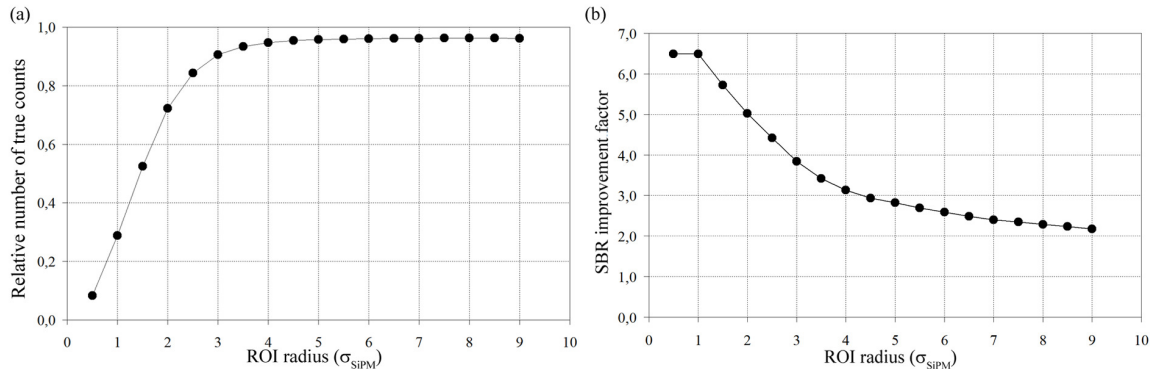 (a)
1,0
0,8
0,6
0,4
0,2
0,0
Relative number of true counts
0 1 2 3 4 5 6 7 8 9 10
ROI radius (σSiPM)
(b)
7,0
6,0
5,0
4,0
3,0
2,0
1,0
0,0
SBR improvement factor
0 1 2 3 4 5 6 7 8 9 10
ROI radius (σSiPM)